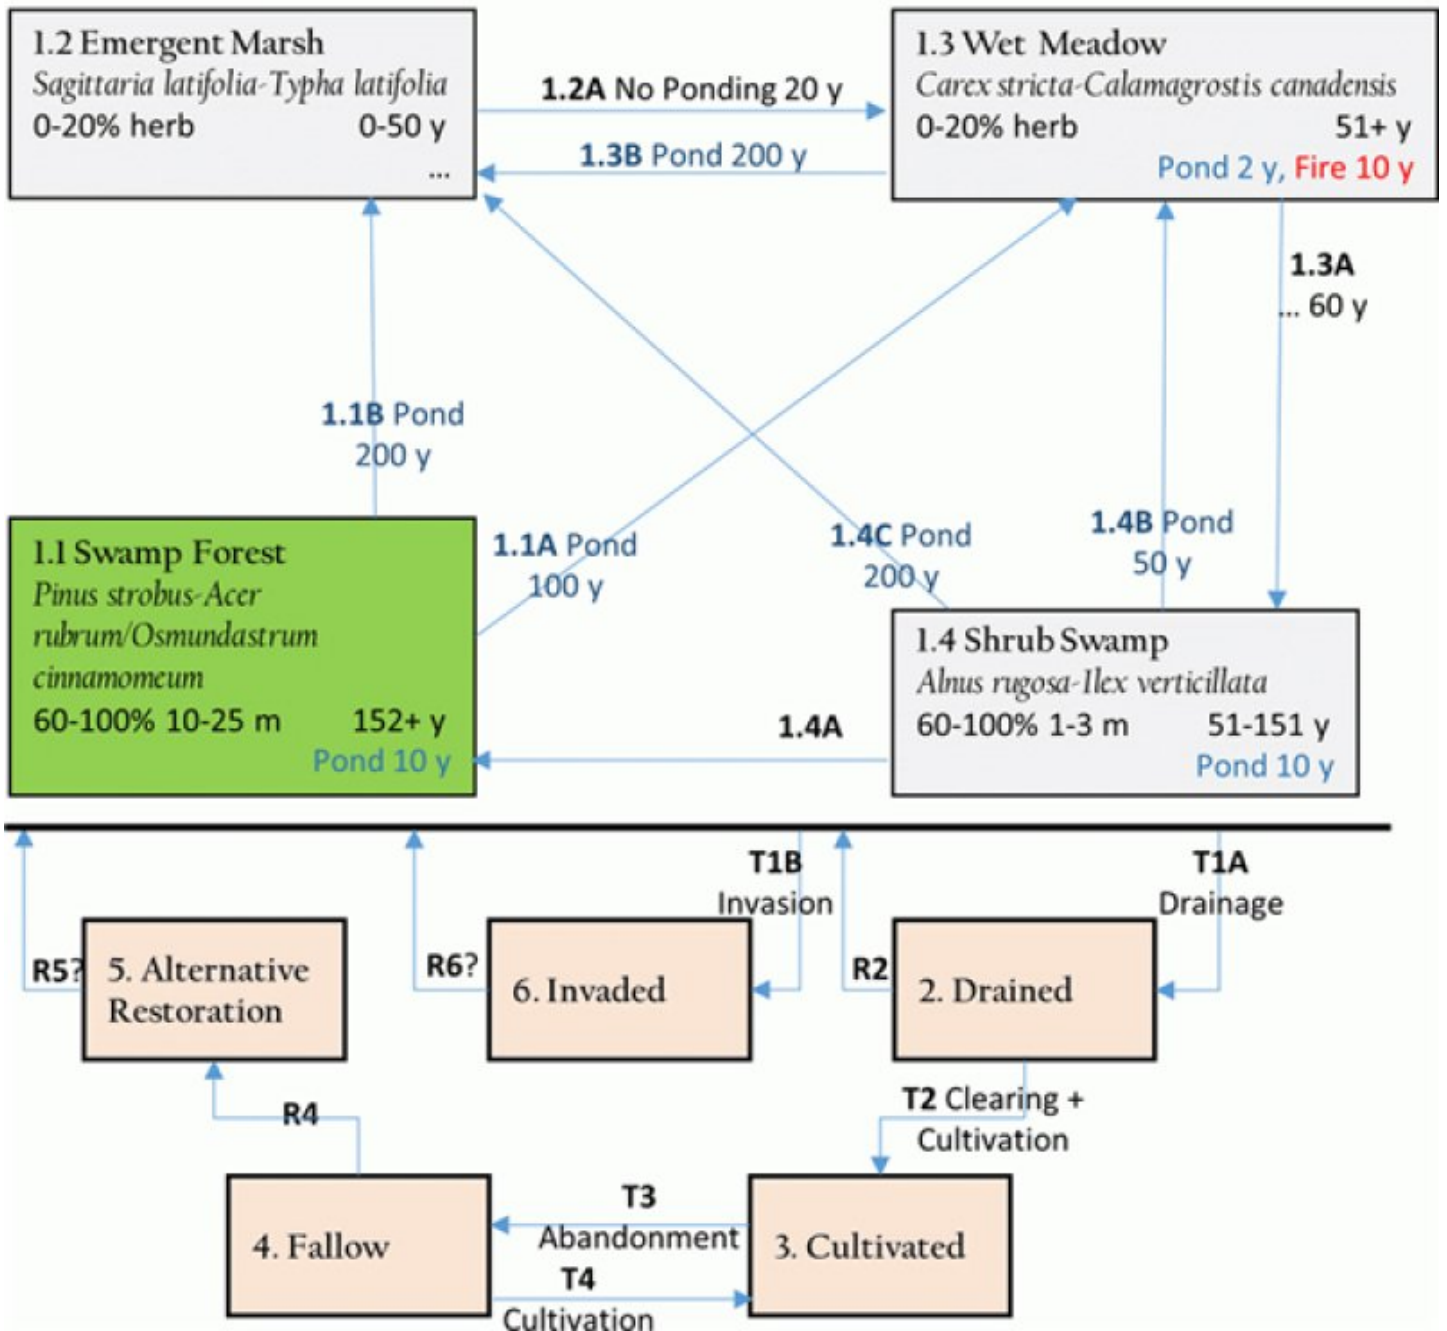 1.2 Emergent Marsh
Sagittaria latifolia-Typha latifolia
0-20% herb 0-50 y
...
1.2A No Ponding 20 y
1.3B Pond 200 y
1.3 Wet Meadow
Carex stricta-Calamagrostis canadensis
0-20% herb 51+ y
Pond 2 y, Fire 10 y
1.3A
... 60 y
1.1B Pond
200 y
1.1A Pond
100 y
1.4C Pond
200 y
1.4B Pond
50 y
1.1 Swamp Forest
Pinus strobus-Acer
rubrum/Osmundastrum
cinnamomeum
60-100% 10-25 m 152+ y
Pond 10 y
1.4A
1.4 Shrub Swamp
Alnus rugosa-Ilex verticillata
60-100% 1-3 m 51-151 y
Pond 10 y
T1B
Invasion
T1A
Drainage
R5?
5. Alternative
Restoration
R6?
6. Invaded
R2
2. Drained
R4
T2 Clearing +
Cultivation
4. Fallow
T3
Abandonment
T4
Cultivation
3. Cultivated